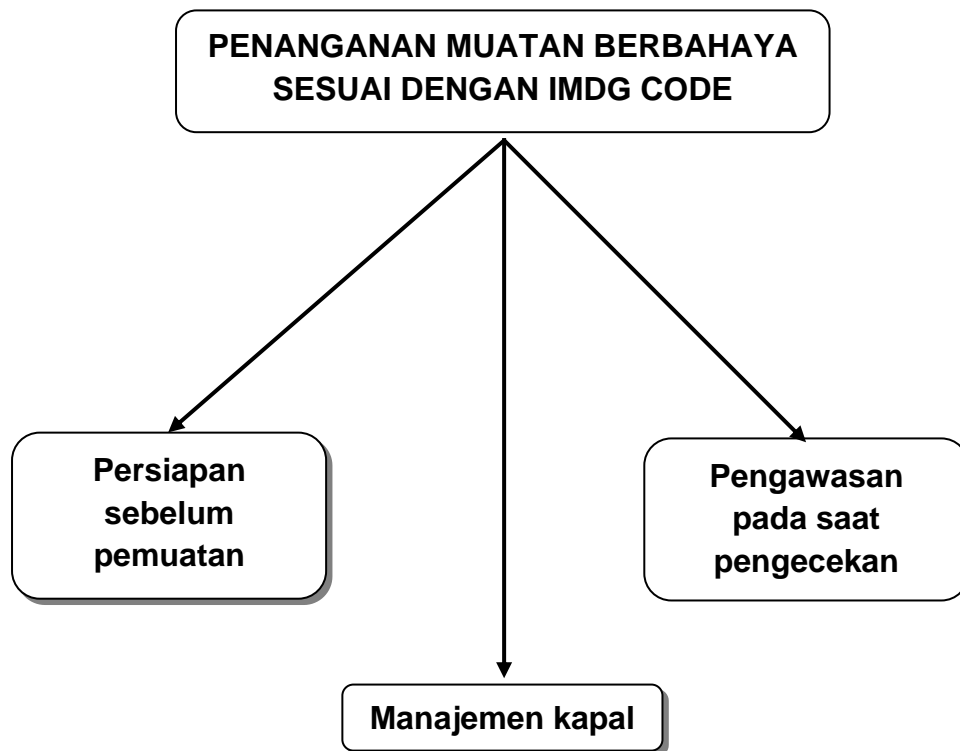 PENANGANAN MUATAN BERBAHAYA
SESUAI DENGAN IMDG CODE
Persiapan
sebelum
pemuatan
Pengawasan
pada saat
pengecekan
Manajemen kapal